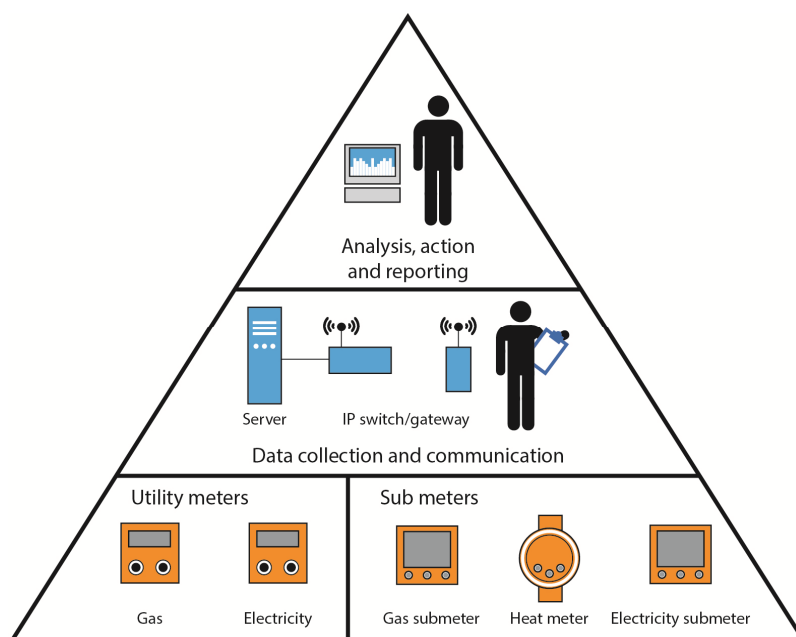 Analysis, action
and reporting
Server
IP switch/gateway
Data collection and communication
Utility meters
Sub meters
Gas
Electricity
Gas submeter
Heat meter
Electricity submeter